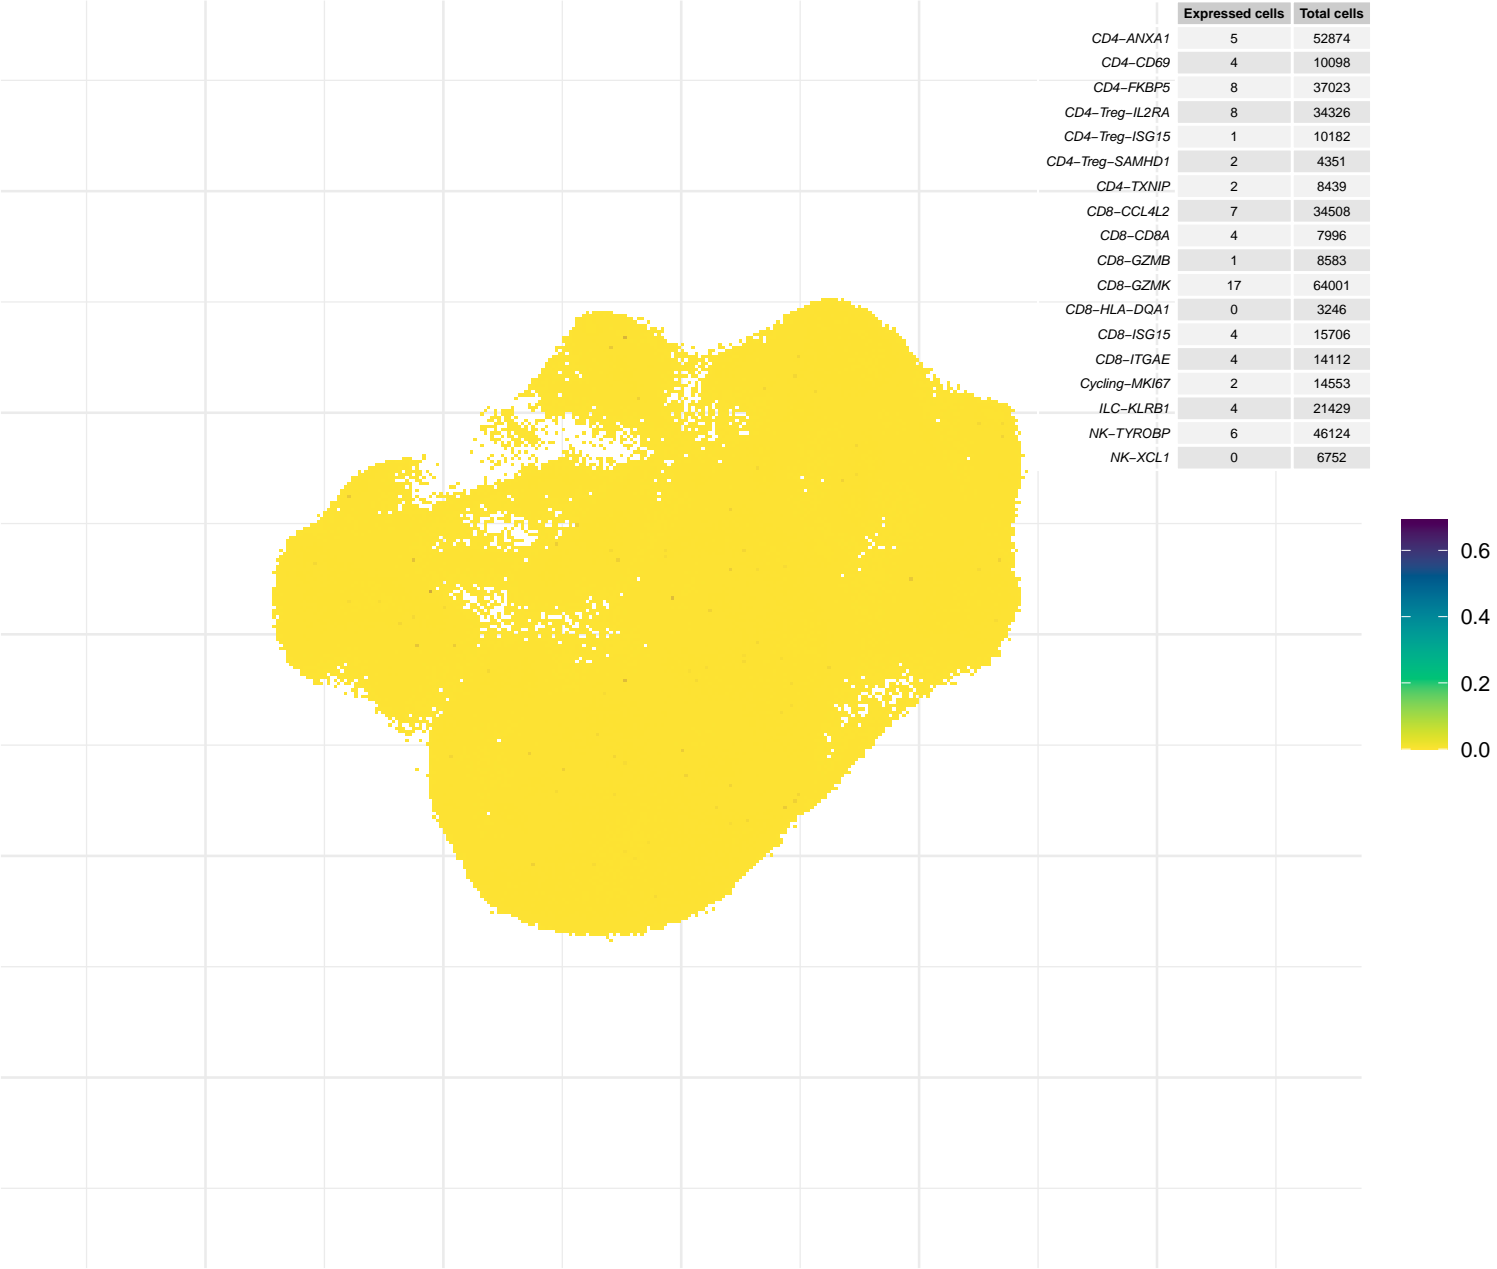 Expressed cells Total cells
CD4−ANXA1 5 52874
CD4−CD69 4 10098
CD4−FKBP5 8 37023
CD4−Treg−IL2RA 8 34326
CD4−Treg−ISG15 1 10182
CD4−Treg−SAMHD1 2 4351
CD4−TXNIP 2 8439
CD8−CCL4L2 7 34508
CD8−CD8A 4 7996
CD8−GZMB 1 8583
CD8−GZMK 17 64001
CD8−HLA−DQA1 0 3246
CD8−ISG15 4 15706
CD8−ITGAE 4 14112
Cycling−MKI67 2 14553
ILC−KLRB1 4 21429
NK−TYROBP 6 46124
NK−XCL1 0 6752
0.6
0.4
0.2
0.0